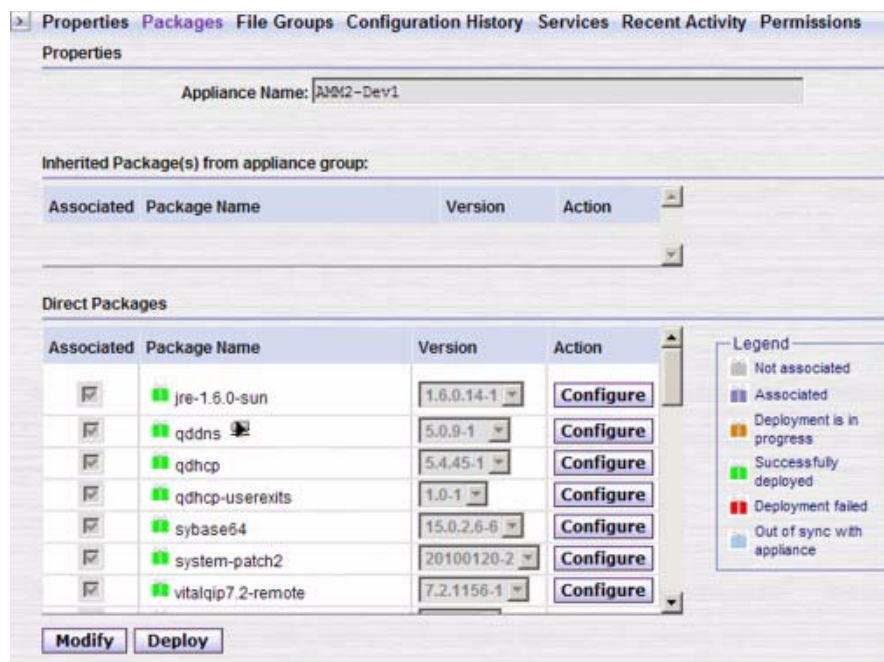 Properties Packages File Groups Configuration History Services Recent Activity Permissions
Properties
Appliance Name: AMM2-Dev1
Inherited Package(s) from appliance group:
Associated Package Name Version Action
Direct Packages
Associated Package Name Version Action
jre-1.6.0-sun 1.6.0.14-1 Configure
qddns 5.0.9-1 Configure
qdhcp 5.4.45-1 Configure
qdhcp-userexits 1.0-1 Configure
sybase64 15.0.2.6-6 Configure
system-patch2 20100120-2 Configure
vitalqip7.2-remote 7.2.1156-1 Configure
Legend
Not associated
Associated
Deployment is in
progress
Successfully
deployed
Deployment failed
Out of sync with
appliance
Modify Deploy